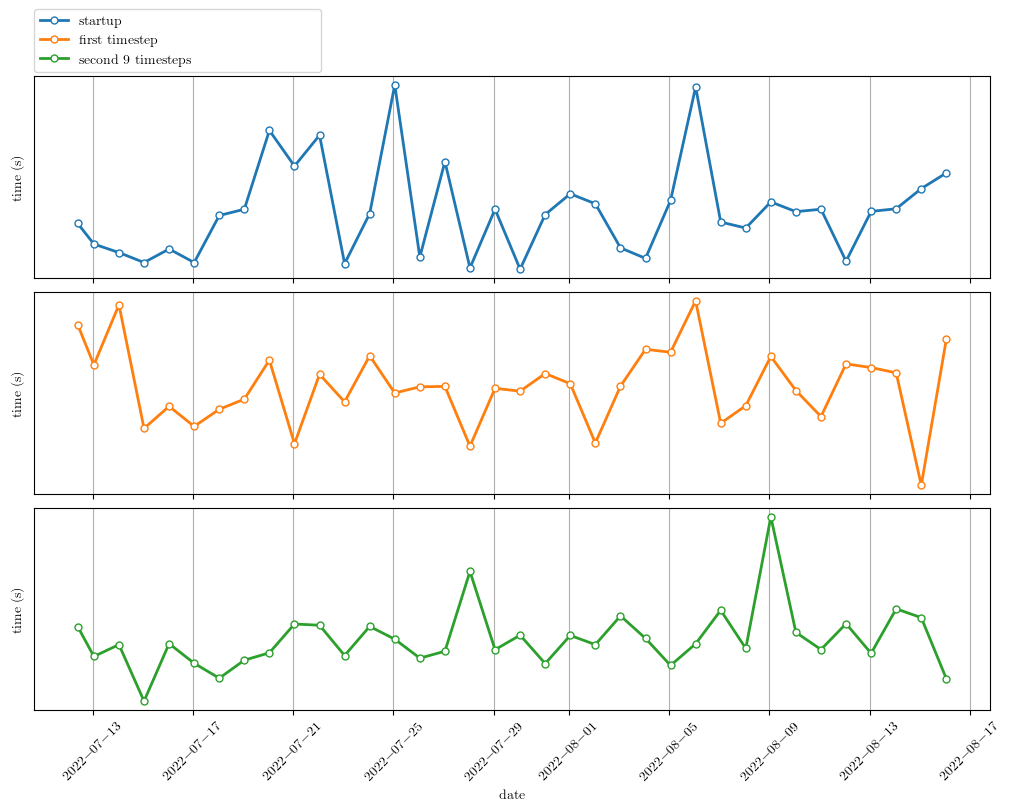 startup
first timestep
second 9 timesteps
time (s)
time (s)
time (s)
2022−07−13
2022−07−17
2022−07−21
2022−07−25
2022−07−29
2022−08−01
2022−08−05
2022−08−09
2022−08−13
2022−08−17
date